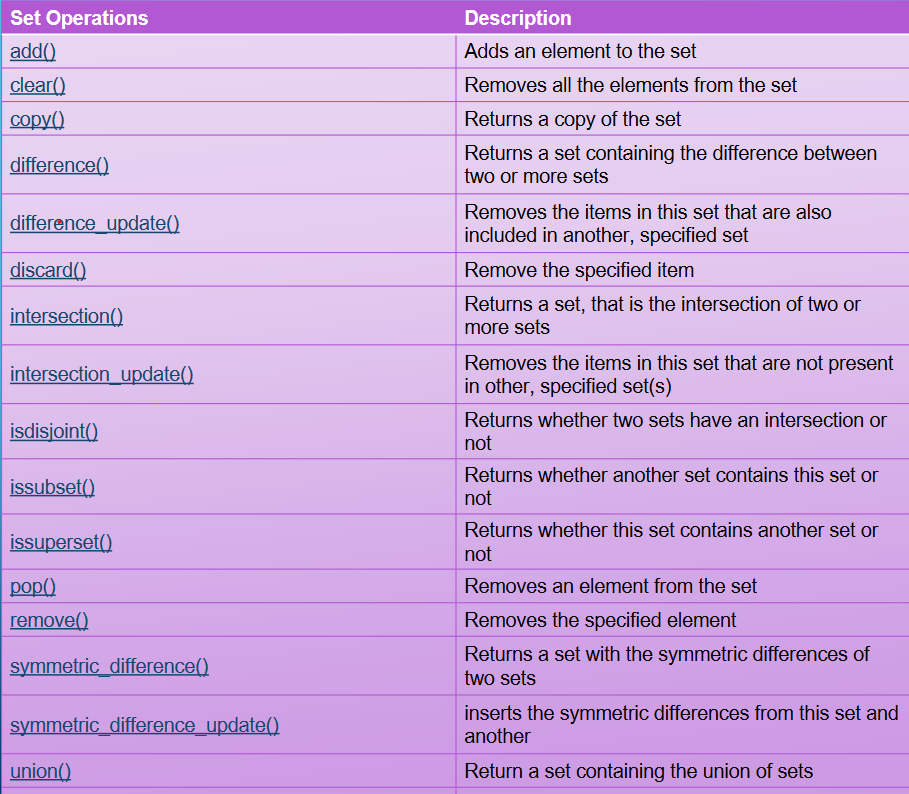 Set Operations Description
add() Adds an element to the set
clear() Removes all the elements from the set
copy() Returns a copy of the set
difference() Returns a set containing the difference between
two or more sets
difference_update() Removes the items in this set that are also
included in another, specified set
discard() Remove the specified item
intersection() Returns a set, that is the intersection of two or
more sets
intersection_update() Removes the items in this set that are not present
in other, specified set(s)
isdisjoint() Returns whether two sets have an intersection or
not
issubset() Returns whether another set contains this set or
not
issuperset() Returns whether this set contains another set or
not
pop() Removes an element from the set
remove() Removes the specified element
symmetric_difference() Returns a set with the symmetric differences of
two sets
symmetric_difference_update() inserts the symmetric differences from this set and
another
union() Return a set containing the union of sets